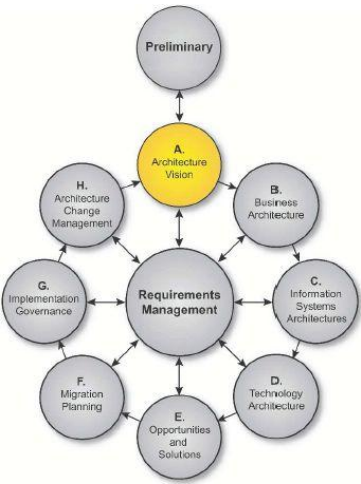 Preliminary
A.
Architecture
Vision
H.
Architecture
Change
Management
B.
Business
Architecture
G.
Implementation
Governance
Requirements
Management
C.
Information
Systems
Architectures
F.
Migration
Planning
D.
Technology
Architecture
E.
Opportunities
and
Solutions